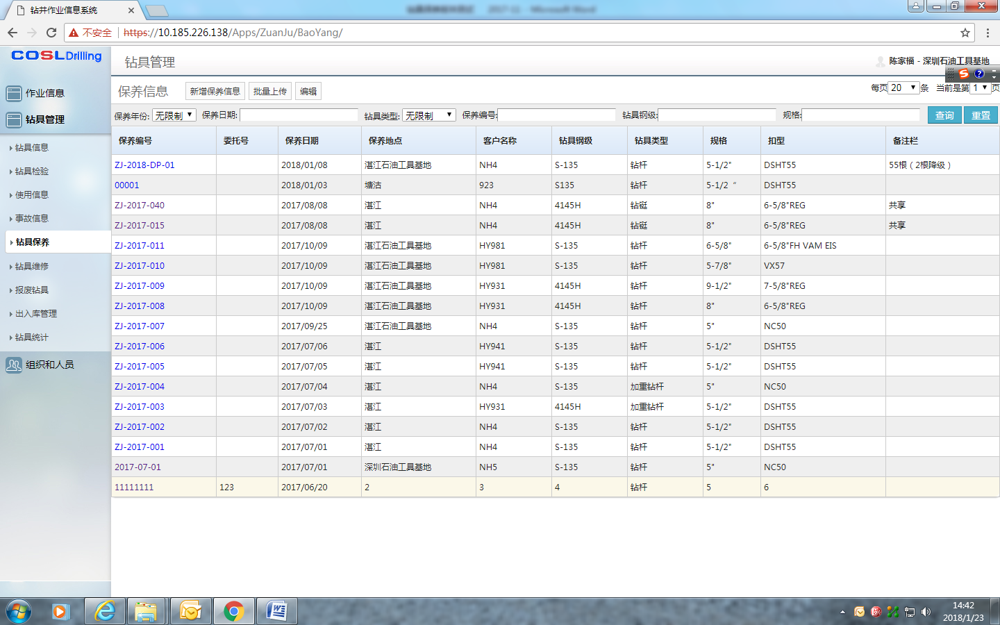 钻井作业信息系统
不安全 https://10.185.226.138/Apps/ZuanJu/BaoYang/
COSLDrilling
钻具管理
陈家福 - 深圳石油工具基地
作业信息
钻具管理
钻具信息
钻具检验
使用信息
事故信息
钻具保养
钻具维修
报废钻具
出入库管理
钻具统计
组织和人员
保养信息 新增保养信息 批量上传 编辑 每页 20 条 当前是第 1 页
保养年份: 无限制 保养日期: 钻具类型: 无限制 保养编号: 钻具钢级: 规格: 查询 重置
保养编号 委托号 保养日期 保养地点 客户名称 钻具钢级 钻具类型 规格 扣型 备注栏
ZJ-2018-DP-01 2018/01/08 湛江石油工具基地 NH4 S-135 钻杆 5-1/2" DSHT55 55根（2根降级）
00001 2018/01/03 塘沽 923 S135 钻杆 5-1/2 “ DSHT55
ZJ-2017-040 2017/08/08 湛江 NH4 4145H 钻铤 8" 6-5/8"REG 共享
ZJ-2017-015 2017/08/08 湛江 NH4 4145H 钻铤 8" 6-5/8"REG 共享
ZJ-2017-011 2017/10/09 湛江石油工具基地 HY981 S-135 钻杆 6-5/8" 6-5/8"FH VAM EIS
ZJ-2017-010 2017/10/09 湛江石油工具基地 HY981 S-135 钻杆 5-7/8" VX57
ZJ-2017-009 2017/10/09 湛江石油工具基地 HY931 4145H 钻杆 9-1/2" 7-5/8"REG
ZJ-2017-008 2017/10/09 湛江石油工具基地 HY931 4145H 钻杆 8" 6-5/8"REG
ZJ-2017-007 2017/09/25 湛江石油工具基地 NH4 S-135 钻杆 5" NC50
ZJ-2017-006 2017/07/06 湛江 HY941 S-135 钻杆 5-1/2" DSHT55
ZJ-2017-005 2017/07/05 湛江 HY941 S-135 钻杆 5-1/2" DSHT55
ZJ-2017-004 2017/07/04 湛江 NH4 S-135 加重钻杆 5" NC50
ZJ-2017-003 2017/07/03 湛江 HY931 4145H 加重钻杆 5-1/2" DSHT55
ZJ-2017-002 2017/07/02 湛江 NH4 S-135 钻杆 5-1/2" DSHT55
ZJ-2017-001 2017/07/01 湛江 NH4 S-135 钻杆 5-1/2" DSHT55
2017-07-01 2017/07/01 深圳石油工具基地 NH5 S-135 钻杆 5" NC50
11111111 123 2017/06/20 2 3 4 钻杆 5 6
14:42
2018/1/23